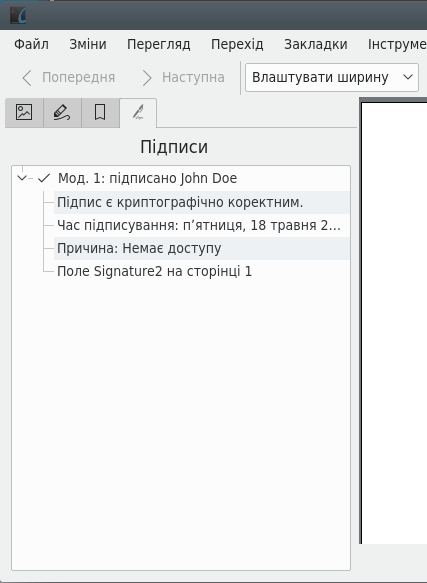 Файл Зміни Перегляд Перехід Закладки Інструме
Попередня Наступна Влаштувати ширину
Підписи
Мод. 1: підписано John Doe
Підпис є криптографічно коректним.
Час підписування: п’ятниця, 18 травня 2...
Причина: Немає доступу
Поле Signature2 на сторінці 1